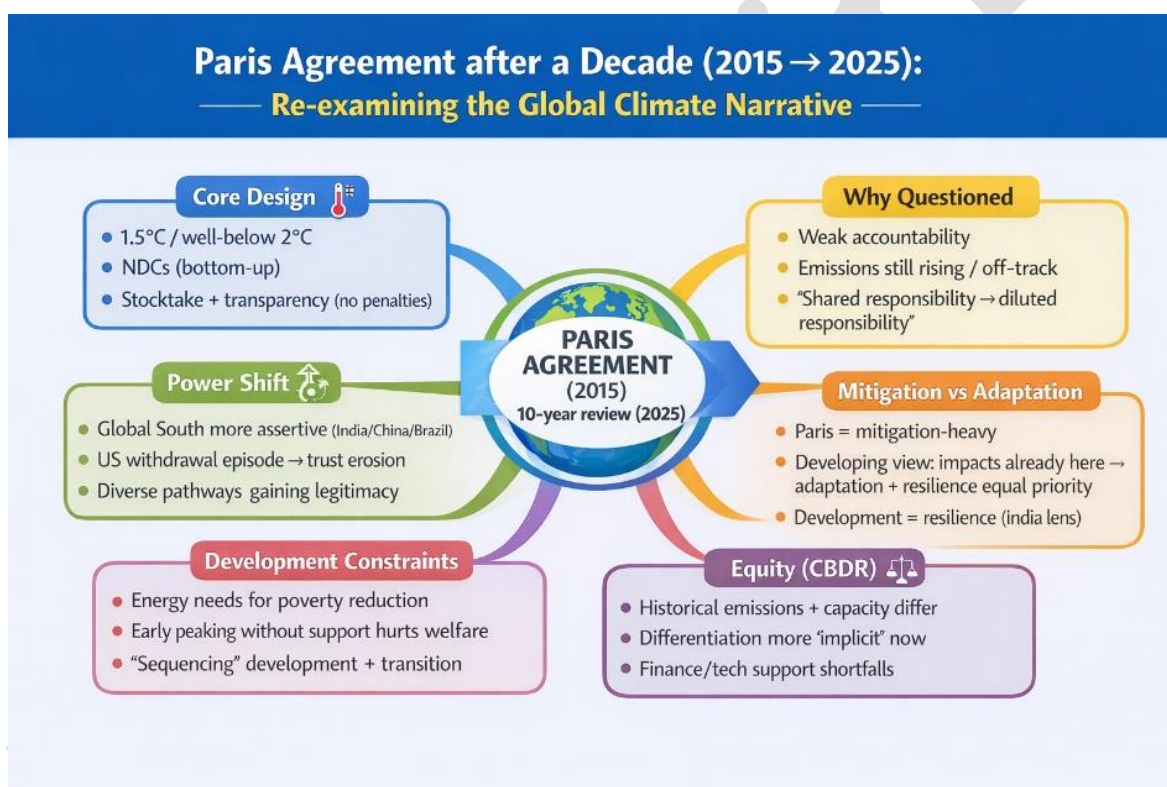 Paris Agreement after a Decade (2015 → 2025):
Re-examining the Global Climate Narrative
Core Design
• 1.5°C / well-below 2°C
• NDCs (bottom-up)
• Stocktake + transparency (no penalties)
Why Questioned
• Weak accountability
• Emissions still rising / off-track
• "Shared responsibility → diluted
responsibility"
PARIS
AGREEMENT
(2015)
10-year review (2025)
Power Shift
• Global South more assertive (India/China/Brazil)
• US withdrawal episode → trust erosion
• Diverse pathways gaining legitimacy
Mitigation vs Adaptation
• Paris = mitigation-heavy
• Developing view: impacts already here →
adaptation + resilience equal priority
• Development = resilience (india lens)
Development Constraints
• Energy needs for poverty reduction
• Early peaking without support hurts welfare
• "Sequencing" development + transition
Equity (CBDR)
• Historical emissions + capacity differ
• Differentiation more 'implicit' now
• Finance/tech support shortfalls